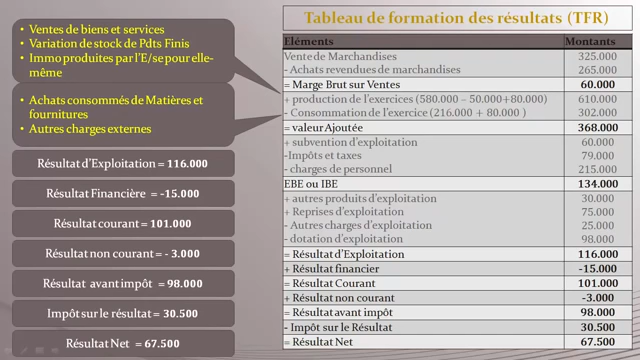 • Ventes de biens et services
• Variation de stock de Pdts Finis
• Immo produites par l'E/se pour elle-
même
• Achats consommés de Matières et
fournitures
• Autres charges externes
Résultat d'Exploitation = 116.000
Résultat Financière = -15.000
Résultat courant = 101.000
Résultat non courant = - 3.000
Résultat avant impôt = 98.000
Impôt sur le résultat = 30.500
Résultat Net = 67.500
Tableau de formation des résultats (TFR)
Eléments Montants
Vente de Marchandises 325.000
- Achats revendues de marchandises 265.000
= Marge Brut sur Ventes 60.000
+ production de l'exercices (580.000 – 50.000+80.000) 610.000
- Consommation de l'exercice (216.000 + 80.000 ) 302.000
= valeur Ajoutée 368.000
+ subvention d'exploitation 60.000
-Impôts et taxes 79.000
- charges de personnel 215.000
EBE ou IBE 134.000
+ autres produits d'exploitation 30.000
+ Reprises d'exploitation 75.000
- Autres charges d'exploitation 25.000
- dotation d'exploitation 98.000
= Résultat d'Exploitation 116.000
+ Résultat financier -15.000
= Résultat Courant 101.000
+ Résultat non courant -3.000
= Résultat avant impôt 98.000
- Impôt sur le Résultat 30.500
= Résultat Net 67.500